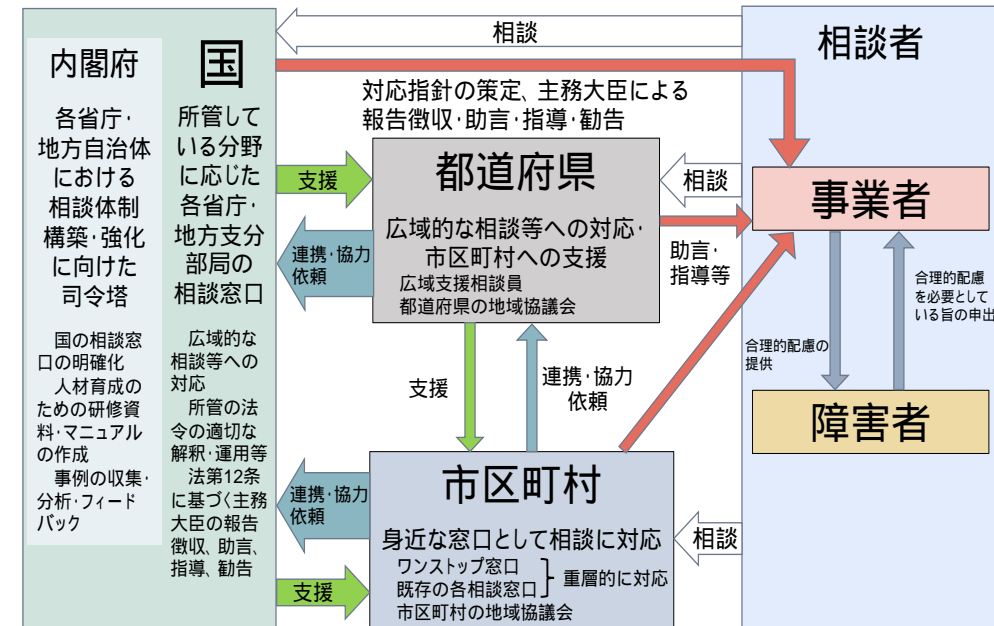 内閣府
各省庁・
地方自治体
における
相談体制
構築・強化
に向けた
司令塔
国の相談窓
口の明確化
人材育成の
ための研修資
料・マニュアル
の作成
事例の収集・
分析・フィード
バック
国
所管して
いる分野
に応じた
各省庁・
地方支分
部局の
相談窓口
広域的な
相談等への
対応
所管の法
令の適切な
解釈・運用等
法第12条
に基づく主務
大臣の報告
徴収、助言、
指導、勧告
相談
対応指針の策定、主務大臣による
報告徴収・助言・指導・勧告
支援
連携・協力
依頼
都道府県
広域的な相談等への対応・
市区町村への支援
広域支援相談員
都道府県の地域協議会
相談
助言・
指導等
支援
連携・協力
依頼
連携・協力
依頼
支援
市区町村
身近な窓口として相談に対応
ワンストップ窓口
既存の各相談窓口
重層的に対応
市区町村の地域協議会
相談
相談者
事業者
合理的配慮の
提供
合理的配慮
を必要として
いる旨の申出
障害者